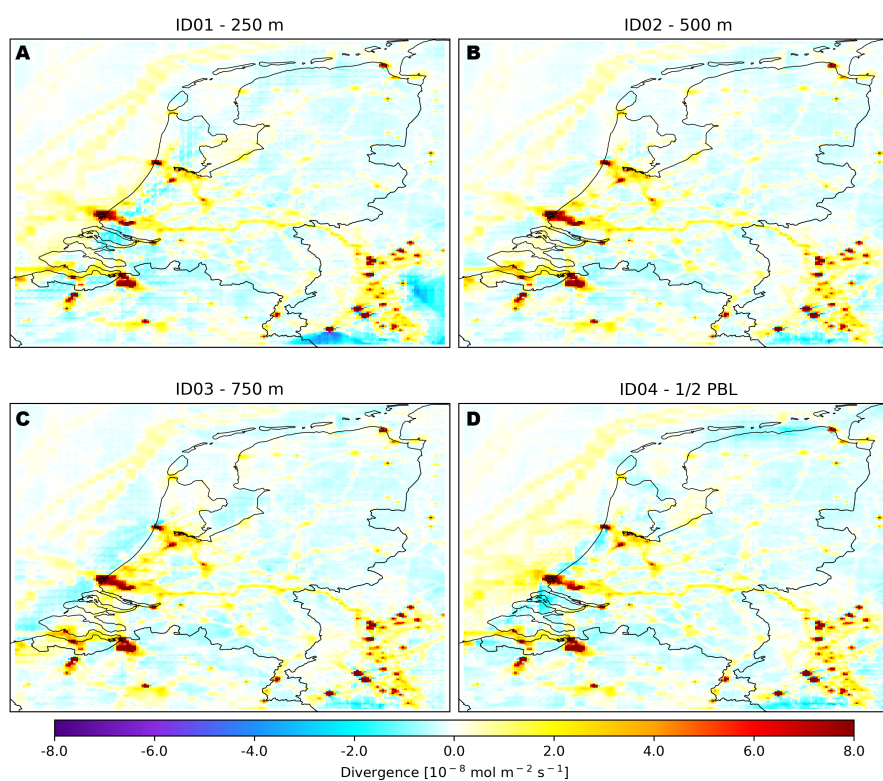 ID01 - 250 m
ID02 - 500 m
A
B
ID03 - 750 m
ID04 - 1/2 PBL
C
D
-8.0 -6.0 -4.0 -2.0 0.0 2.0 4.0 6.0 8.0
Divergence [10⁻⁸ mol m⁻² s⁻¹]